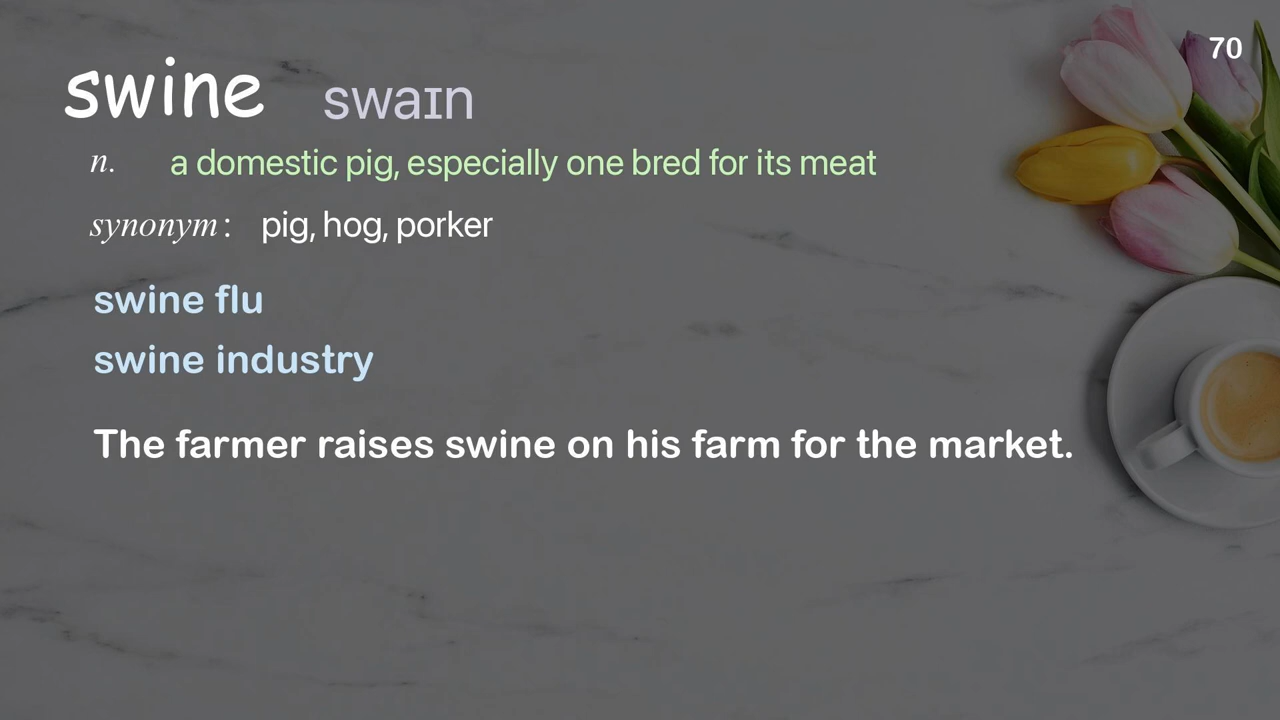 70
swine swaɪn
n. a domestic pig, especially one bred for its meat
synonym: pig, hog, porker
swine flu
swine industry
The farmer raises swine on his farm for the market.